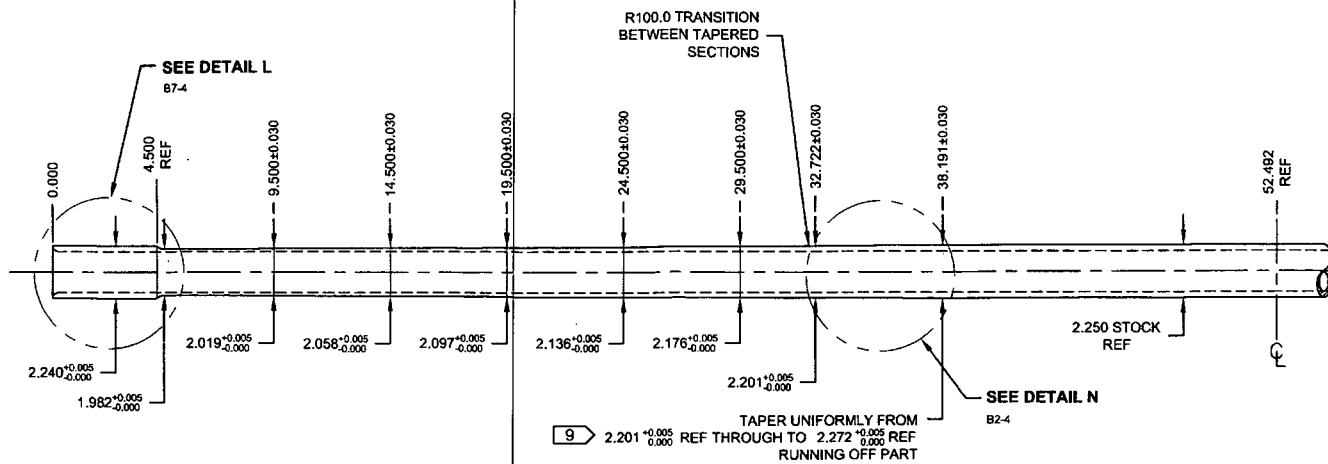 R100.0 TRANSITION
BETWEEN TAPERED
SECTIONS
SEE DETAIL L
B7-4
0.000
4.500
REF
9.500±0.030
14.500±0.030
19.500±0.030
24.500±0.030
29.500±0.030
32.722±0.030
38.191±0.030
52.492
REF
2.240 +0.005 -0.000
1.982 +0.005 -0.000
2.019 +0.005 -0.000
2.058 +0.005 -0.000
2.097 +0.005 -0.000
2.136 +0.005 -0.000
2.176 +0.005 -0.000
2.201 +0.005 -0.000
2.250 STOCK
REF
℄
SEE DETAIL N
B2-4
TAPER UNIFORMLY FROM
9 2.201 +0.005 0.000 REF THROUGH TO 2.272 +0.005 0.000 REF
RUNNING OFF PART